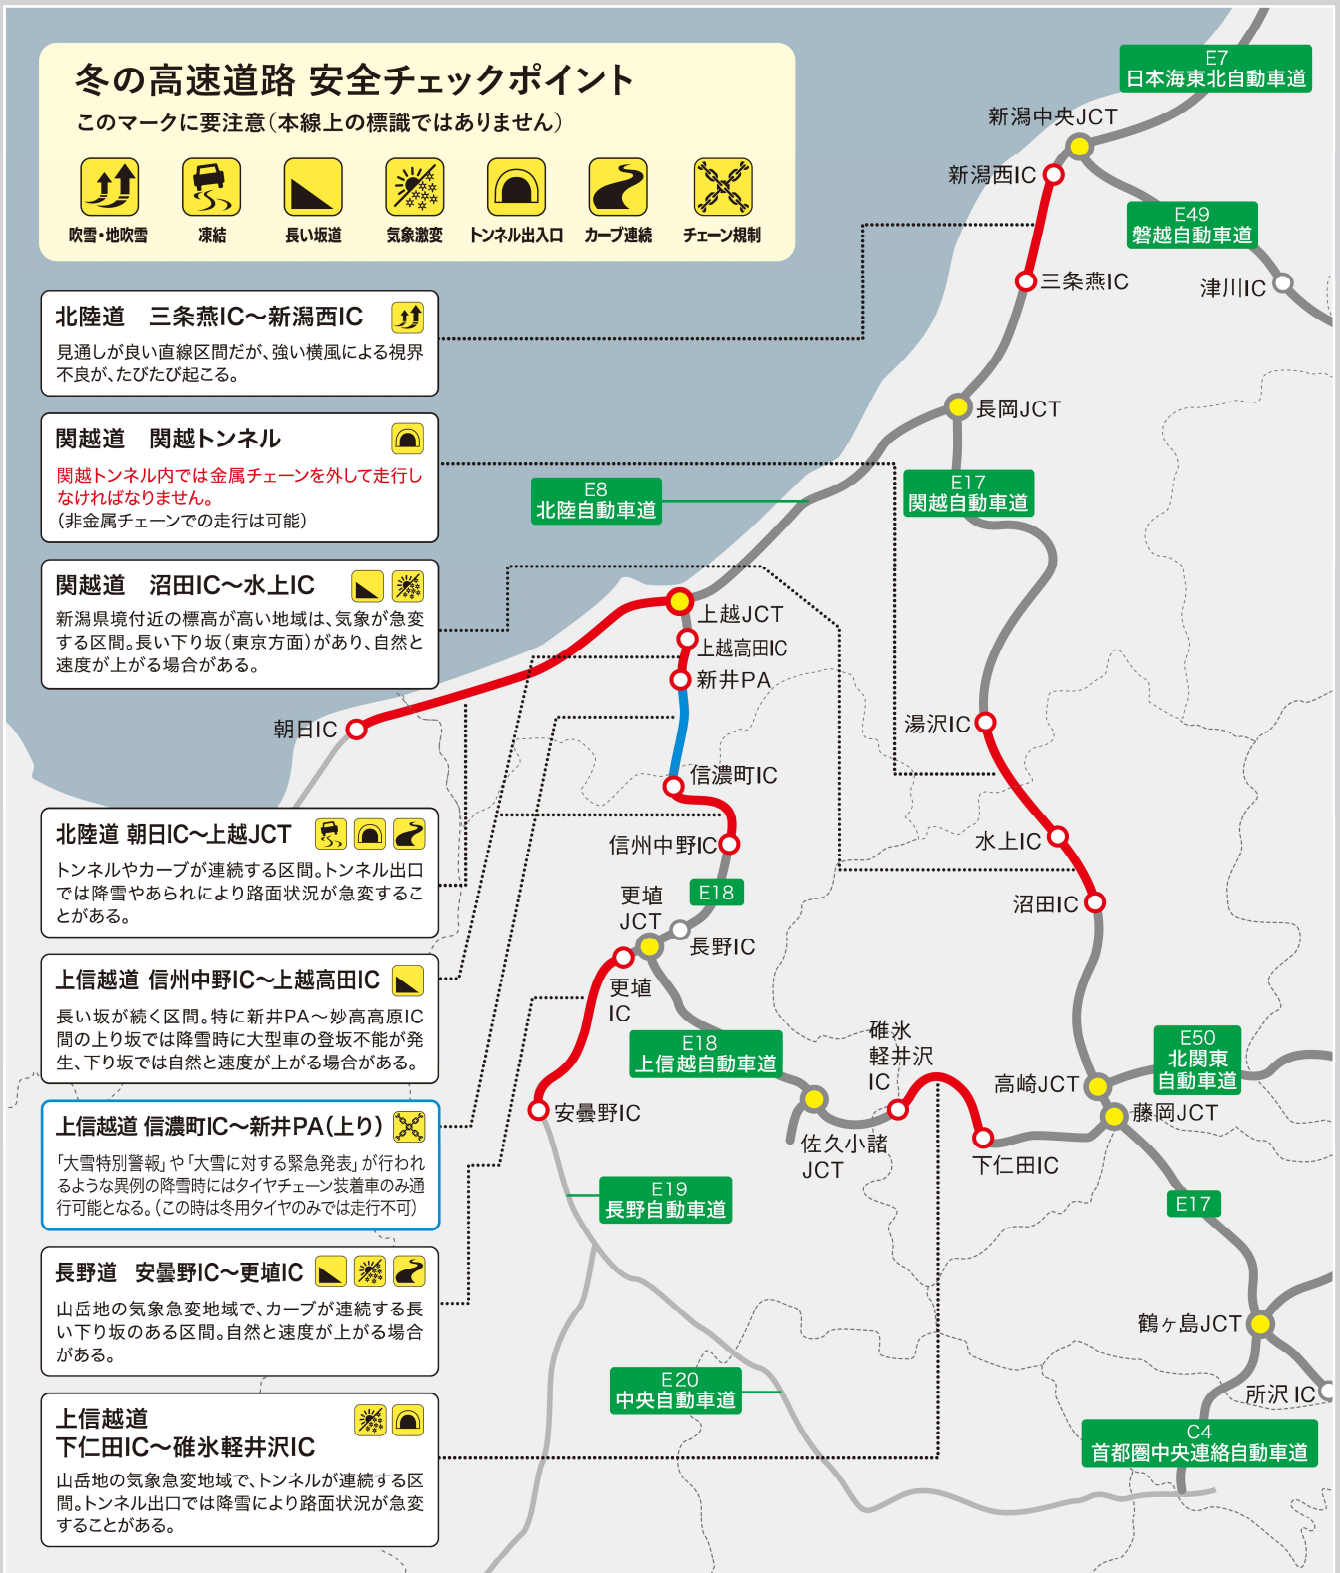 冬の高速道路 安全チェックポイント
このマークに要注意（本線上の標識ではありません）
吹雪・地吹雪
凍結
長い坂道
気象激変
トンネル出入口
カーブ連続
チェーン規制
北陸道　三条燕IC～新潟西IC
見通しが良い直線区間だが、強い横風による視界
不良が、たびたび起こる。
関越道　関越トンネル
関越トンネル内では金属チェーンを外して走行し
なければなりません。
（非金属チェーンでの走行は可能）
関越道　沼田IC～水上IC
新潟県境付近の標高が高い地域は、気象が急変
する区間。長い下り坂（東京方面）があり、自然と
速度が上がる場合がある。
北陸道 朝日IC～上越JCT
トンネルやカーブが連続する区間。トンネル出口
では降雪やあられにより路面状況が急変するこ
とがある。
上信越道 信州中野IC～上越高田IC
長い坂が続く区間。特に新井PA～妙高高原IC
間の上り坂では降雪時に大型車の登坂不能が発
生、下り坂では自然と速度が上がる場合がある。
上信越道 信濃町IC～新井PA（上り）
「大雪特別警報」や「大雪に対する緊急発表」が行われ
るような異例の降雪時にはタイヤチェーン装着車のみ通
行可能となる。（この時は冬用タイヤのみでは走行不可）
長野道　安曇野IC～更埴IC
山岳地の気象急変地域で、カーブが連続する長
い下り坂のある区間。自然と速度が上がる場合
がある。
上信越道
下仁田IC～碓氷軽井沢IC
山岳地の気象急変地域で、トンネルが連続する区
間。トンネル出口では降雪により路面状況が急変
することがある。
E7
日本海東北自動車道
新潟中央JCT
新潟西IC
E49
磐越自動車道
三条燕IC
津川IC
長岡JCT
E8
北陸自動車道
E17
関越自動車道
上越JCT
上越高田IC
新井PA
朝日IC
湯沢IC
信濃町IC
水上IC
信州中野IC
E18
更埴
JCT
沼田IC
長野IC
更埴
IC
E18
上信越自動車道
碓氷
軽井沢
IC
E50
北関東
自動車道
高崎JCT
安曇野IC
藤岡JCT
佐久小諸
JCT
下仁田IC
E19
長野自動車道
E17
鶴ヶ島JCT
E20
中央自動車道
所沢IC
C4
首都圏中央連絡自動車道